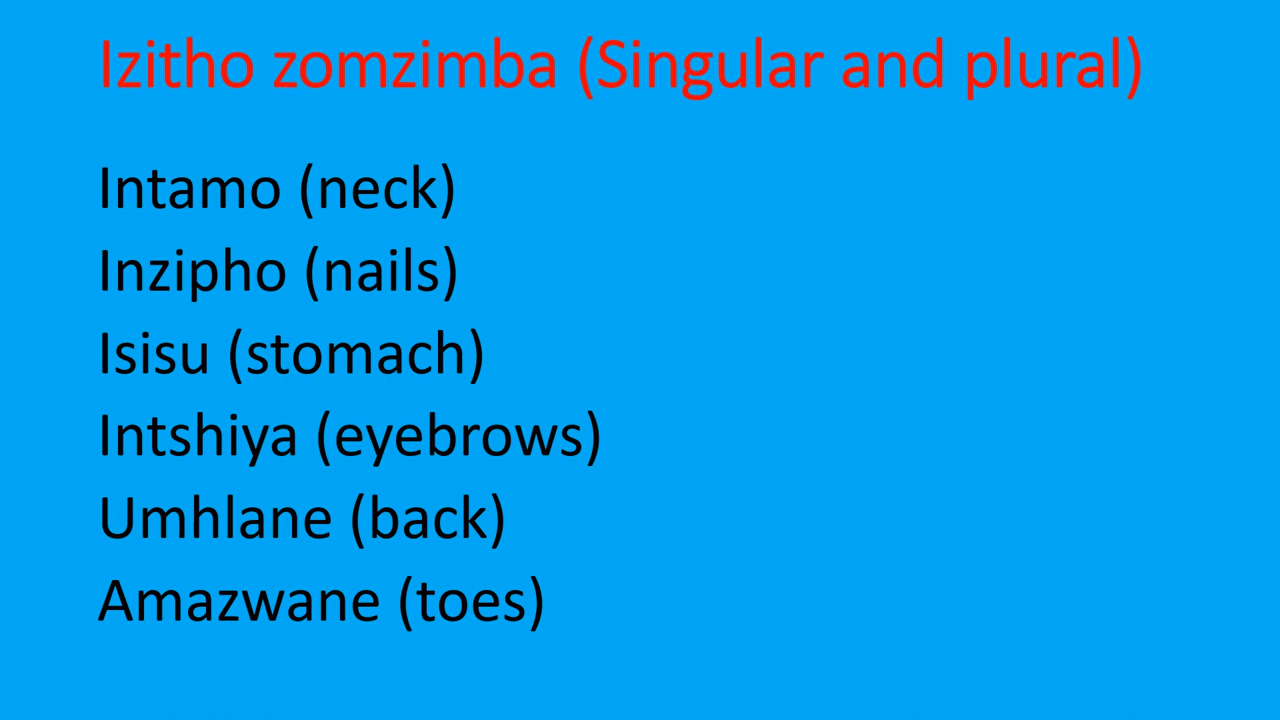 Izitho zomzimba (Singular and plural)
Intamo (neck)
Inzipho (nails)
Isisu (stomach)
Intshiya (eyebrows)
Umhlane (back)
Amazwane (toes)